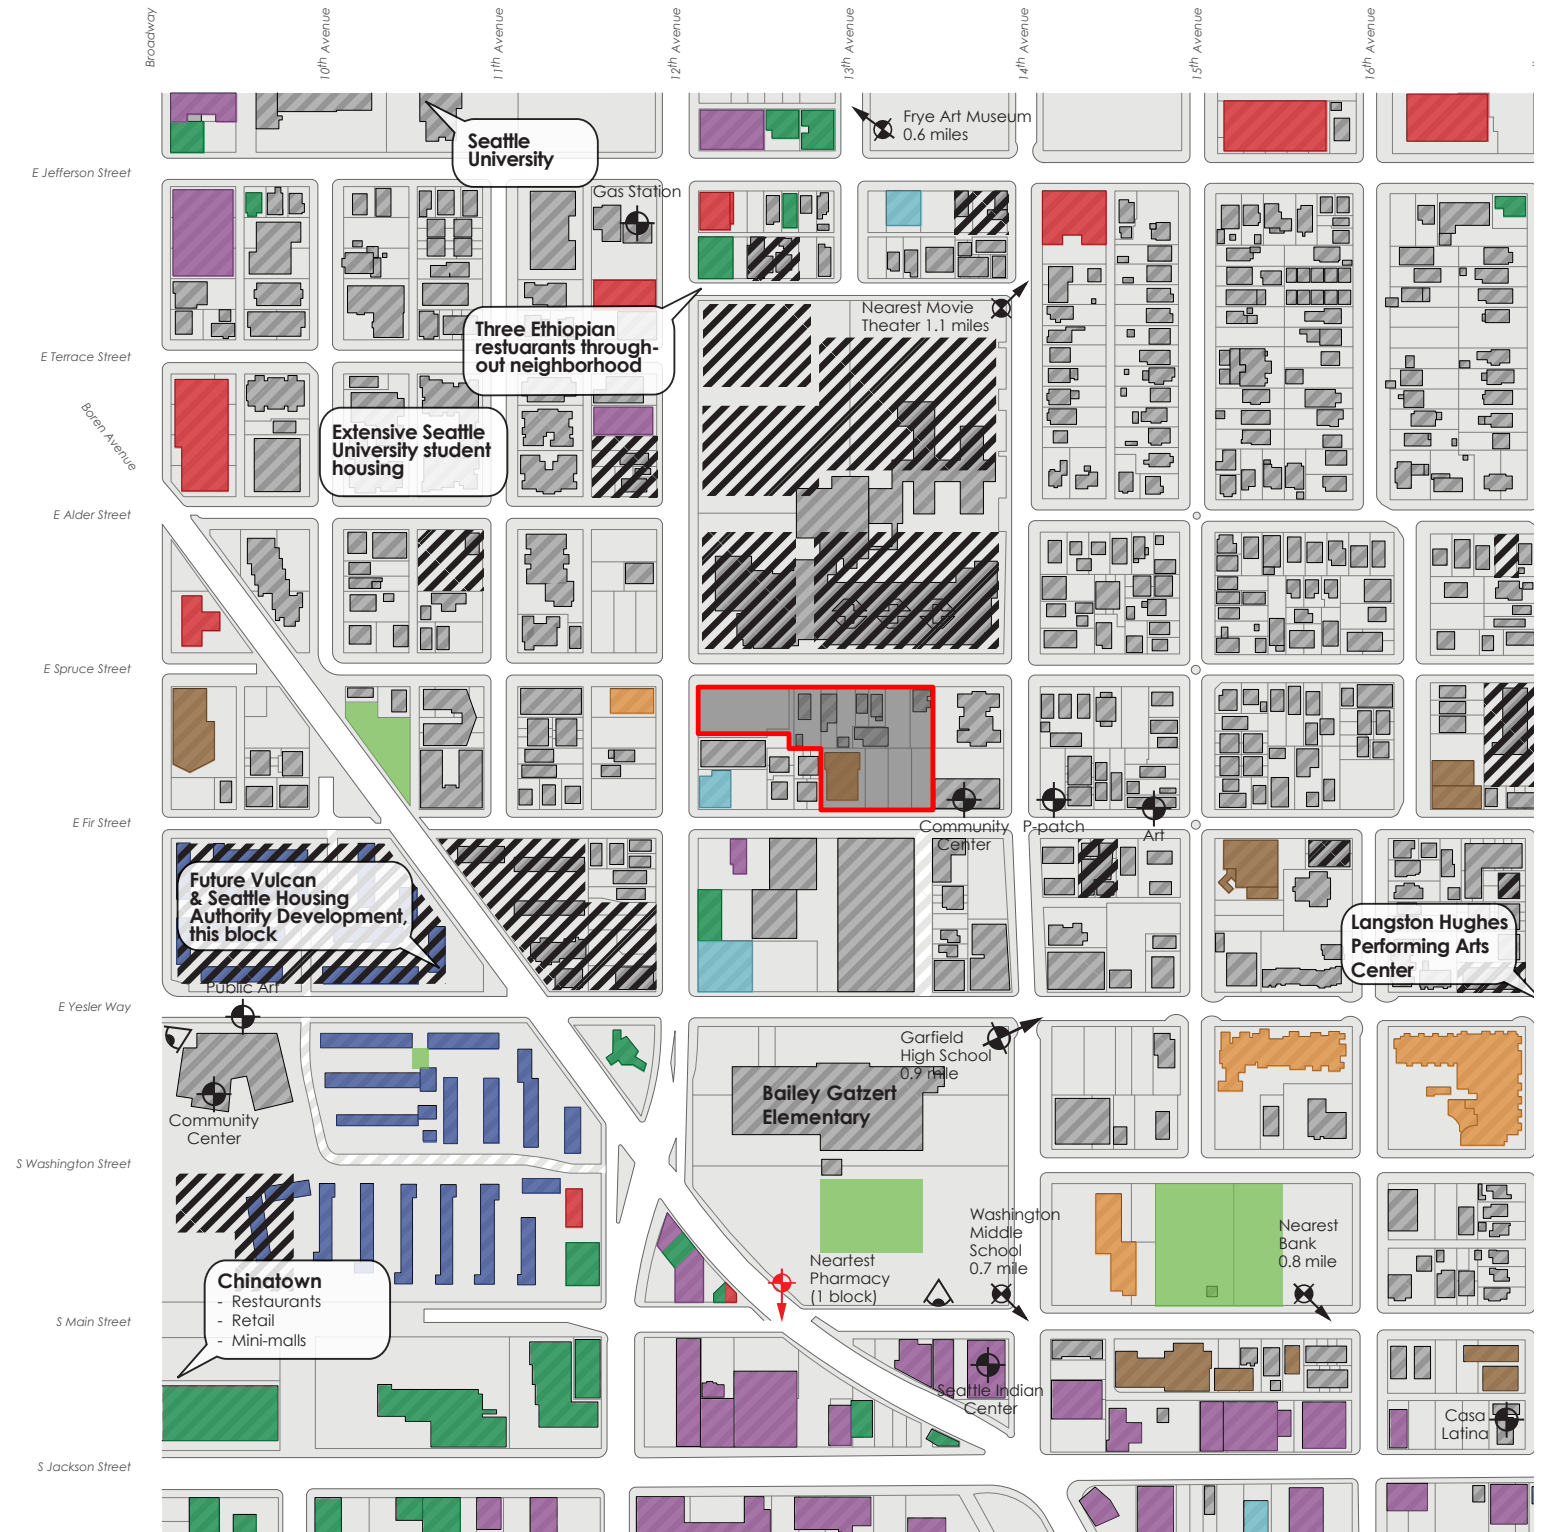 Broadway
10th Avenue
11th Avenue
12th Avenue
13th Avenue
14th Avenue
15th Avenue
16th Avenue
Frye Art Museum
0.6 miles
Seattle
University
E Jefferson Street
Gas Station
Nearest Movie
Theater 1.1 miles
Three Ethiopian
restuarants through-
out neighborhood
E Terrace Street
Boren Avenue
Extensive Seattle
University student
housing
E Alder Street
E Spruce Street
E Fir Street
Community
Center
P-patch
Art
Future Vulcan
& Seattle Housing
Authority Development,
this block
Langston Hughes
Performing Arts
Center
Public Art
E Yesler Way
Garfield
High School
0.9 mile
Bailey Gatzert
Elementary
Community
Center
S Washington Street
Washington
Middle
School
0.7 mile
Nearest
Bank
0.8 mile
Neartest
Pharmacy
(1 block)
Chinatown
- Restaurants
- Retail
- Mini-malls
S Main Street
Seattle Indian
Center
Casa
Latina
S Jackson Street